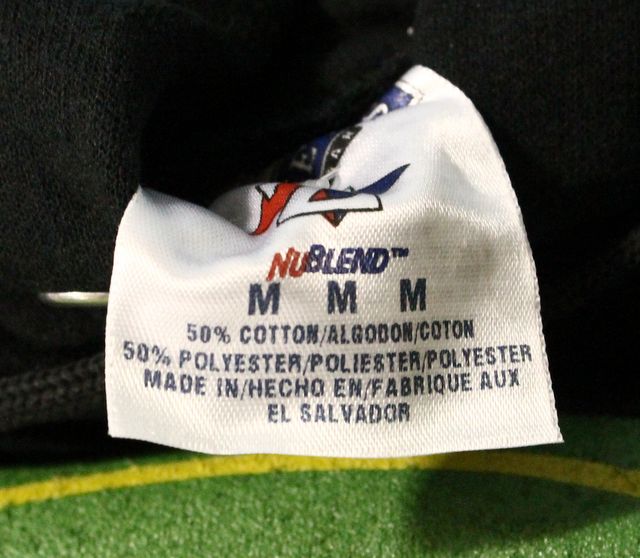 NUBLEND™
M M M
50% COTTON/ALGODON/COTON
50% POLYESTER/POLIESTER/POLYESTER
MADE IN/HECHO EN/FABRIQUE AUX
EL SALVADOR